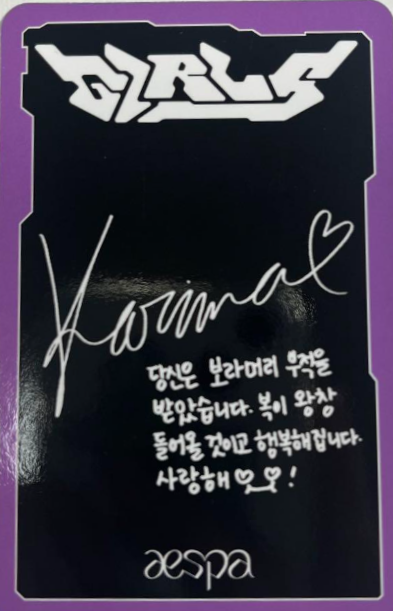 GIRLS
Karina♡
당신은 보라머리 부적을
받았습니다. 복이 왕창
들어올 것이고 행복해집니다.
사랑해♡♡!
aespa